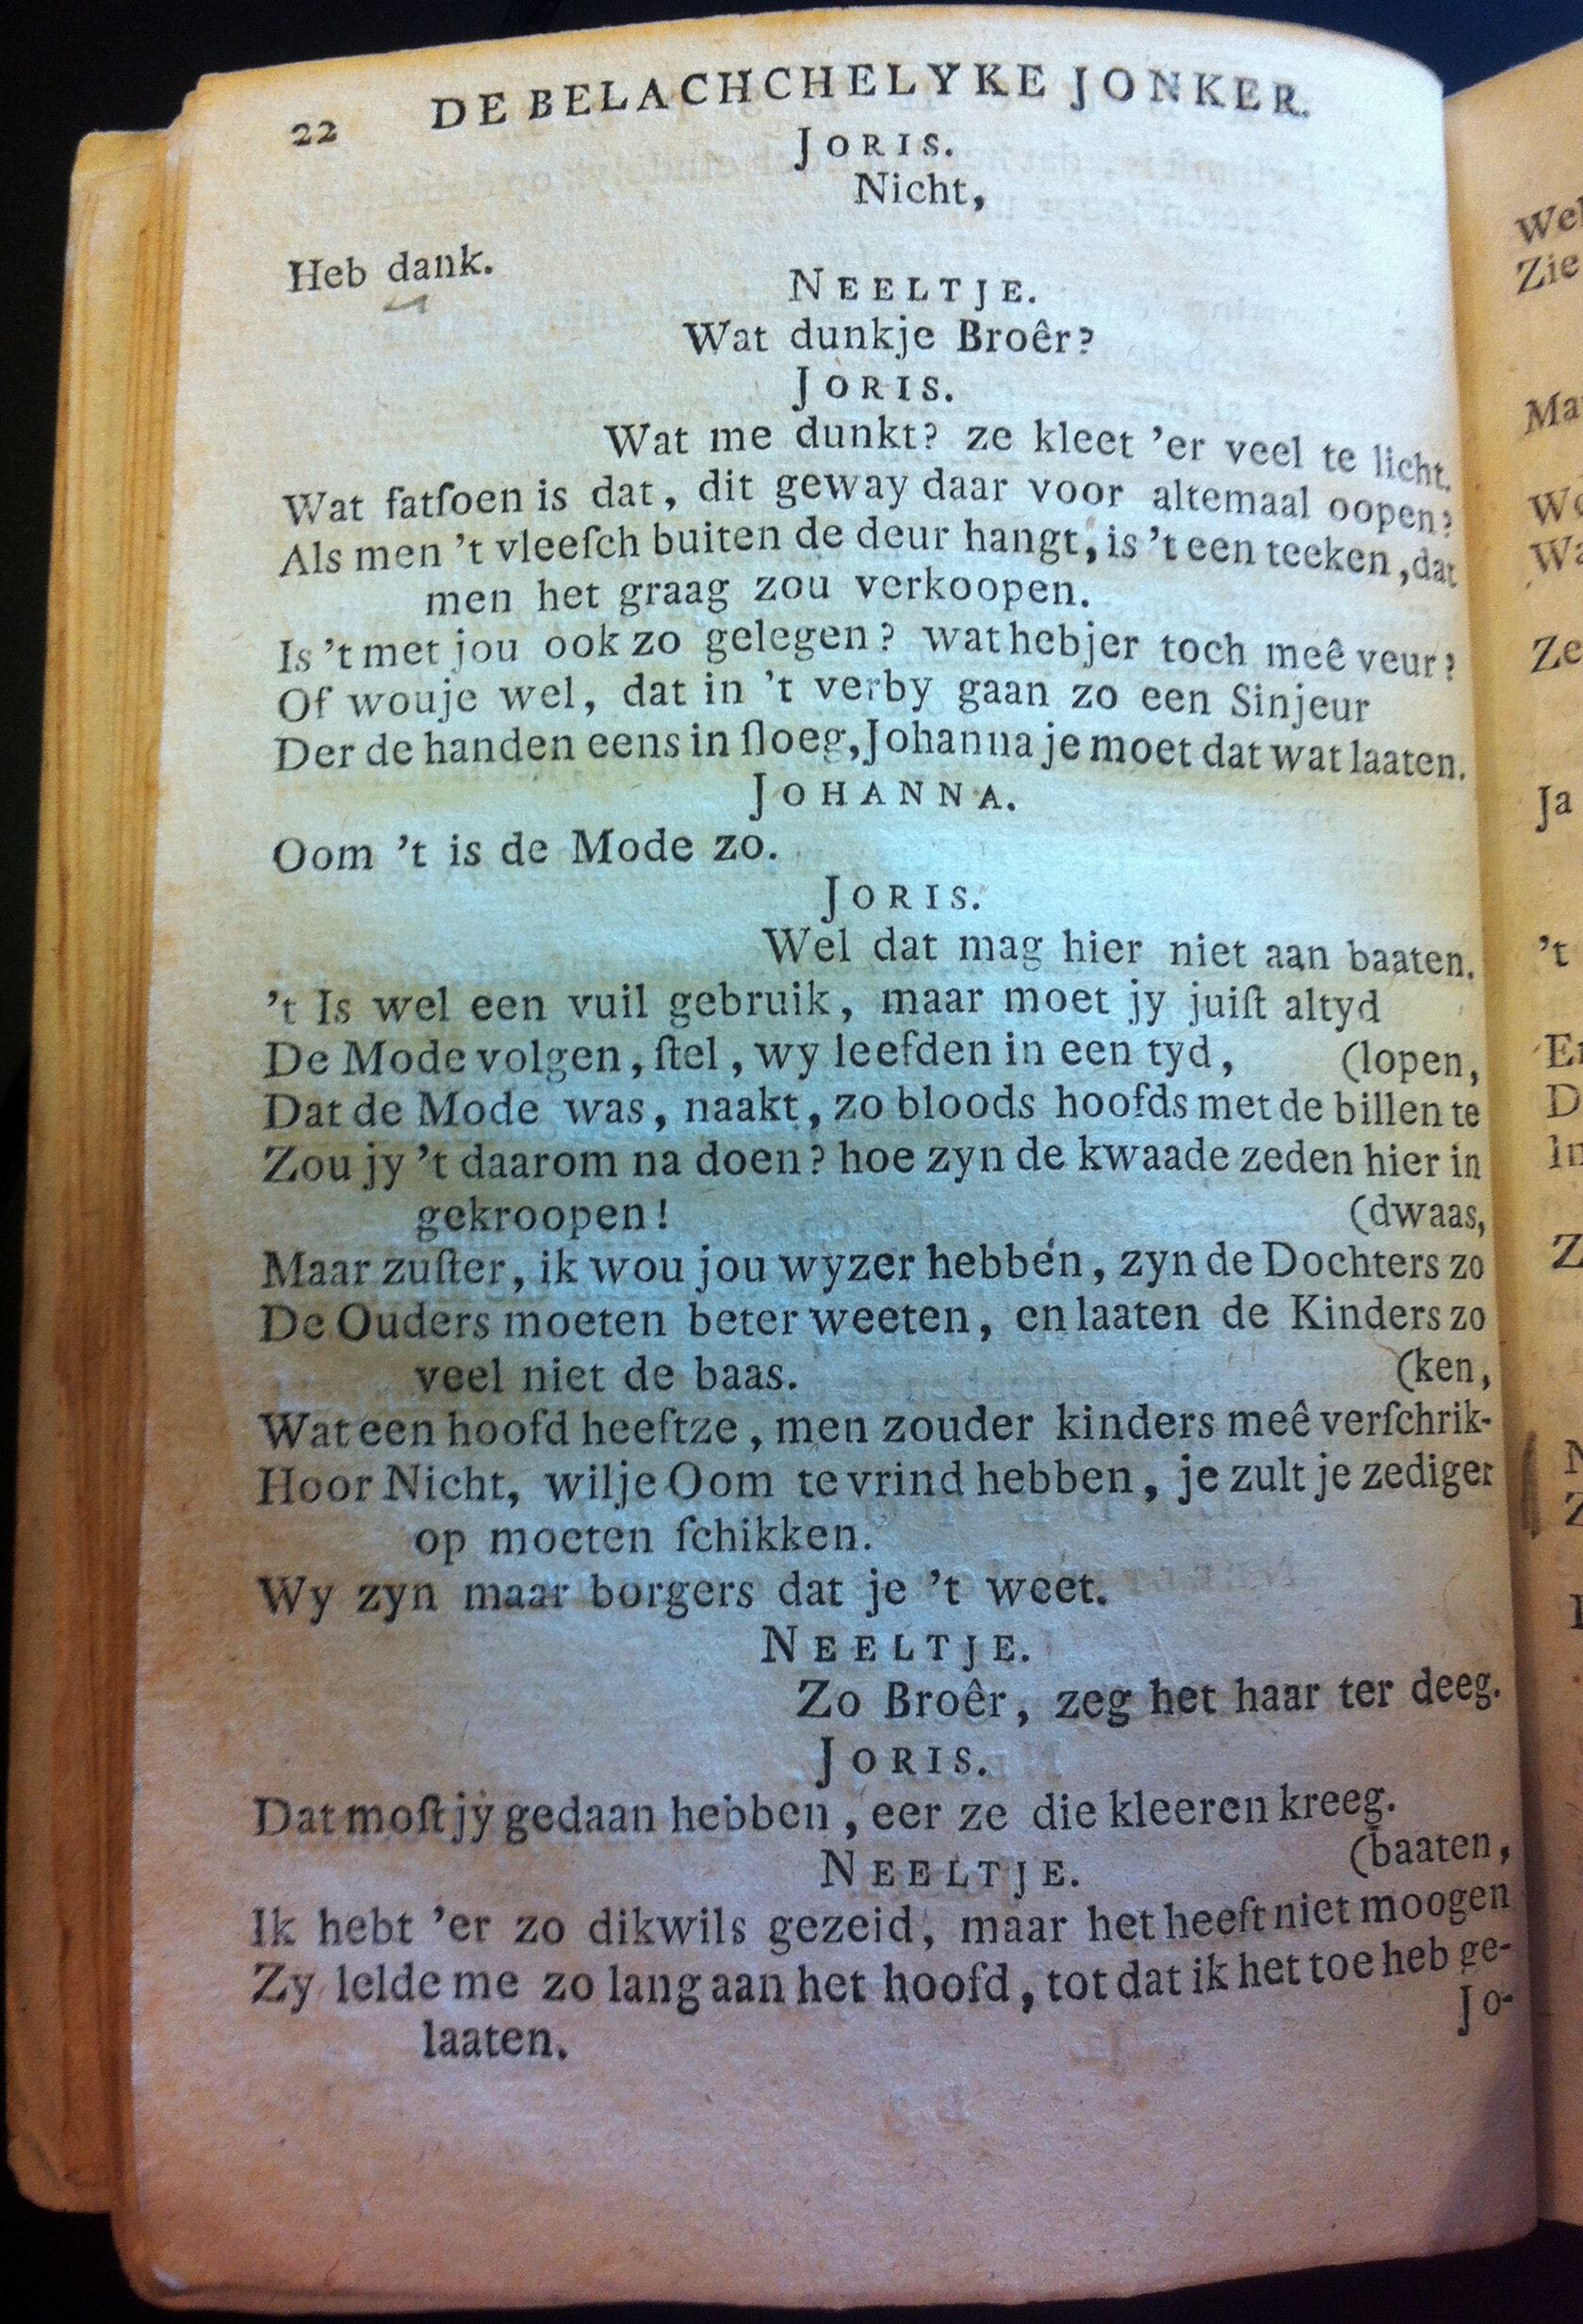 22 DE BELACHCHELYKE JONKER.
JORIS.
Nicht,
Heb dank.
NEELTJE.
Wat dunkje Broêr?
JORIS.
Wat me dunkt? ze kleet ’er veel te licht.
Wat fatſoen is dat, dit geway daar voor altemaal oopen?
Als men ’t vleeſch buiten de deur hangt, is ’t een teeken, dat
men het graag zou verkoopen.
Is ’t met jou ook zo gelegen? wat hebjer toch meê veur?
Of wouje wel, dat in ’t verby gaan zo een Sinjeur
Der de handen eens in ſloeg, Johanna je moet dat wat laaten.
JOHANNA.
Oom ’t is de Mode zo.
JORIS.
Wel dat mag hier niet aan baaten.
’t Is wel een vuil gebruik, maar moet jy juiſt altyd
De Mode volgen, ſtel, wy leefden in een tyd, (lopen,
Dat de Mode was, naakt, zo bloods hoofds met de billen te
Zou jy ’t daarom na doen? hoe zyn de kwaade zeden hier in
gekroopen! (dwaas,
Maar zuſter, ik wou jou wyzer hebben, zyn de Dochters zo
De Ouders moeten beter weeten, en laaten de Kinders zo
veel niet de baas. (ken,
Wat een hoofd heeftze, men zouder kinders meê verſchrik-
Hoor Nicht, wilje Oom te vrind hebben, je zult je zediger
op moeten ſchikken.
Wy zyn maar borgers dat je ’t weet.
NEELTJE.
Zo Broêr, zeg het haar ter deeg.
JORIS.
Dat moſt jy gedaan hebben, eer ze die kleeren kreeg.
NEELTJE. (baaten,
Ik hebt ’er zo dikwils gezeid, maar het heeft niet moogen
Zy lelde me zo lang aan het hoofd, tot dat ik het toe heb ge-
laaten.
Jo-
Zie
Ja
’t